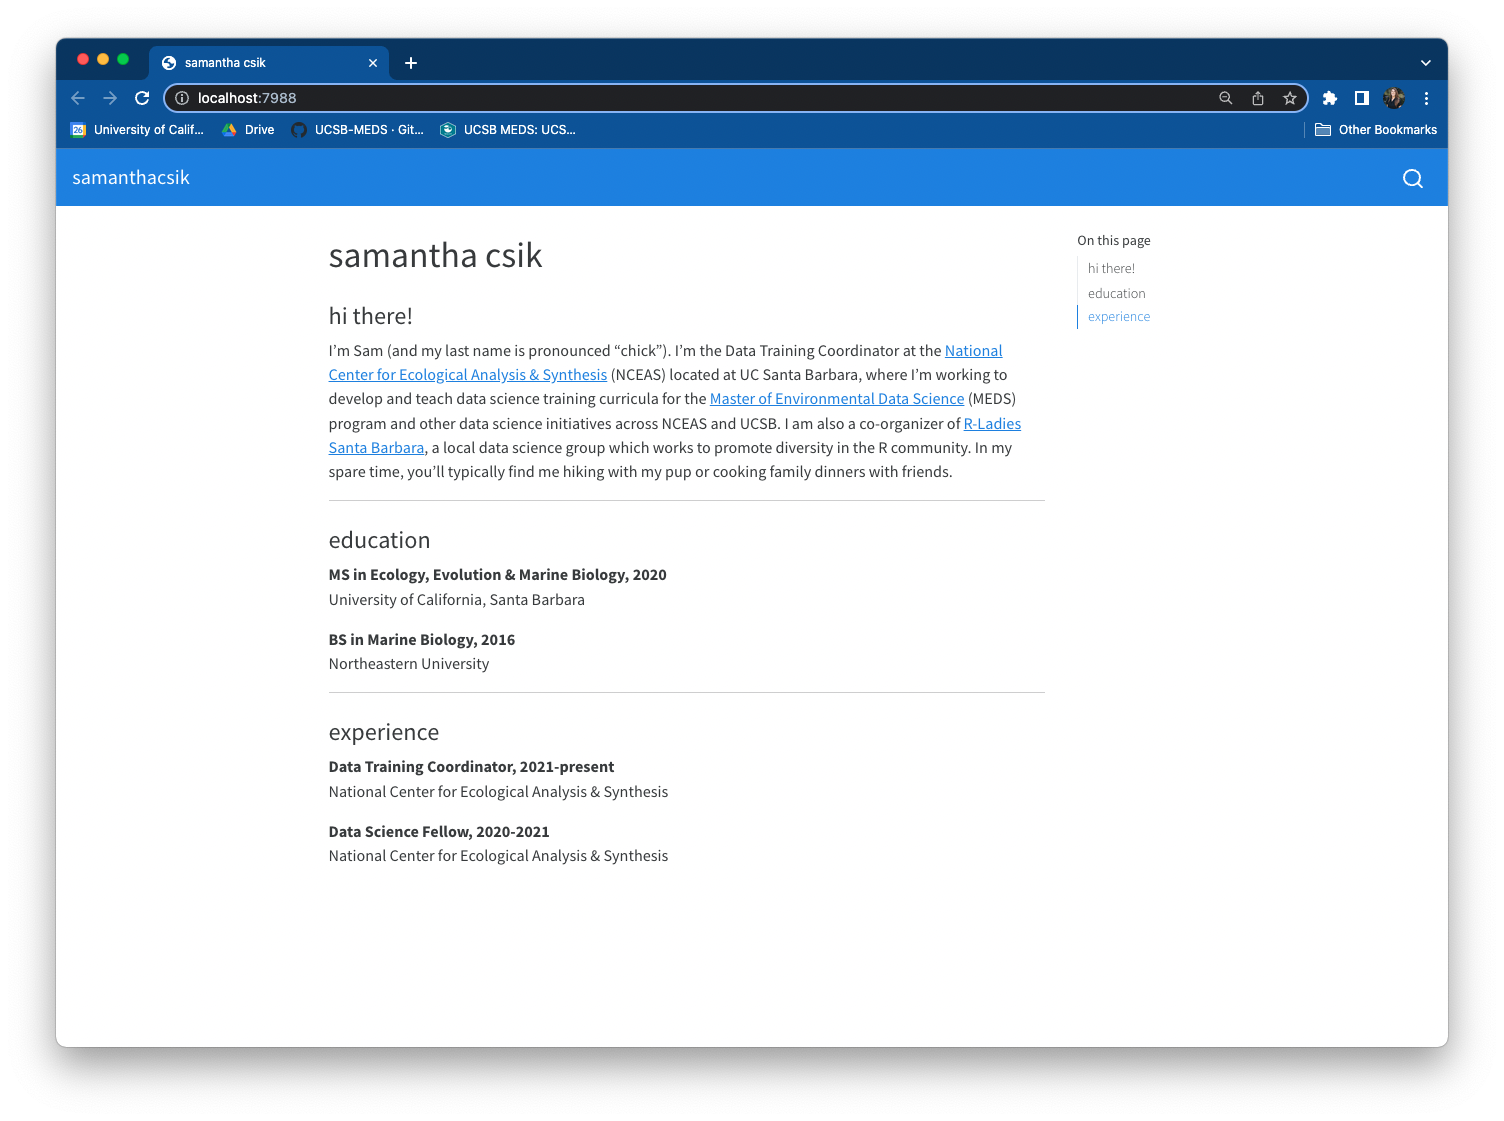 samantha csik
localhost:7988
26 University of Calif... Drive UCSB-MEDS · Git... UCSB MEDS: UCS... Other Bookmarks
samanthacsik
samantha csik
hi there!
I’m Sam (and my last name is pronounced “chick”). I’m the Data Training Coordinator at the National
Center for Ecological Analysis & Synthesis (NCEAS) located at UC Santa Barbara, where I’m working to
develop and teach data science training curricula for the Master of Environmental Data Science (MEDS)
program and other data science initiatives across NCEAS and UCSB. I am also a co-organizer of R-Ladies
Santa Barbara, a local data science group which works to promote diversity in the R community. In my
spare time, you’ll typically find me hiking with my pup or cooking family dinners with friends.
education
MS in Ecology, Evolution & Marine Biology, 2020
University of California, Santa Barbara
BS in Marine Biology, 2016
Northeastern University
experience
Data Training Coordinator, 2021-present
National Center for Ecological Analysis & Synthesis
Data Science Fellow, 2020-2021
National Center for Ecological Analysis & Synthesis
On this page
hi there!
education
experience